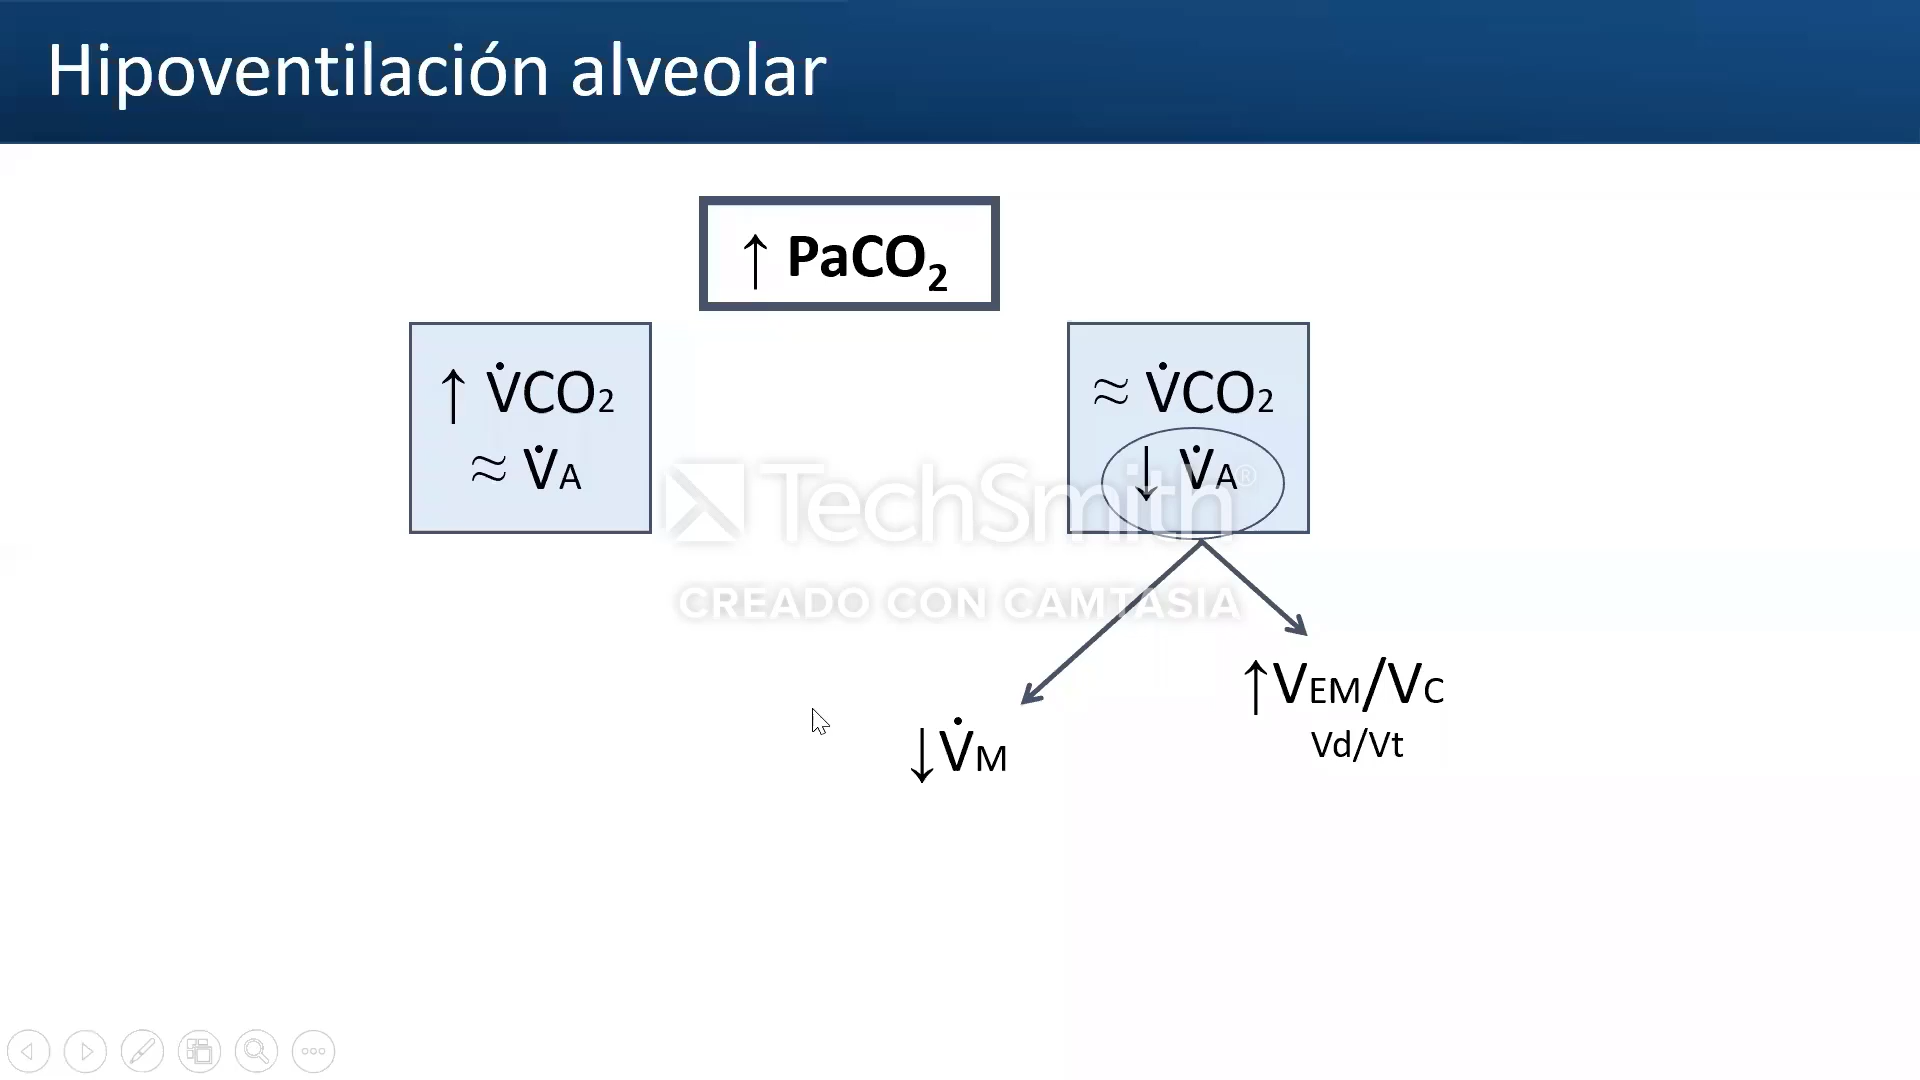 Hipoventilación alveolar
↑ PaCO₂
↑ V̇CO₂
≈ V̇A
≈ V̇CO₂
↓ V̇A
TechSmith®
CREADO CON CAMTASIA
↑VEM/VC
Vd/Vt
↓V̇M